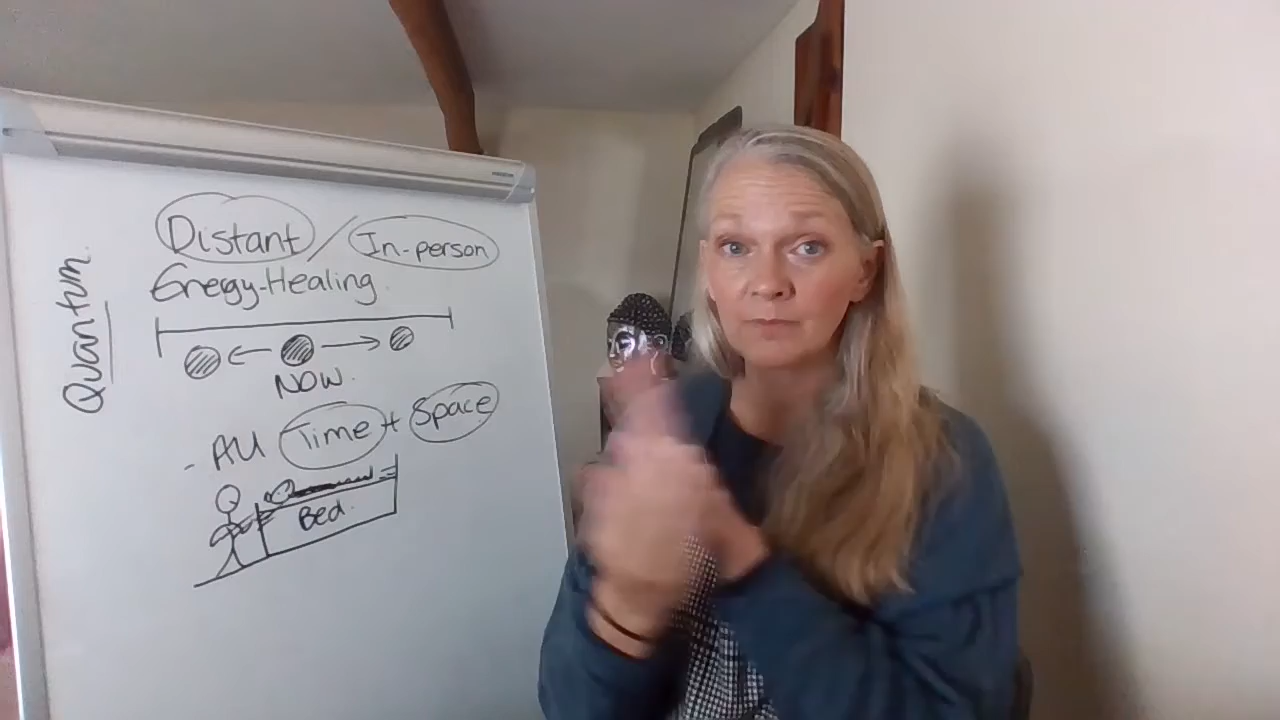 Quantum.
Distant / In-person
Enegy-Healing.
NOW.
- All Time + Space
Bed.